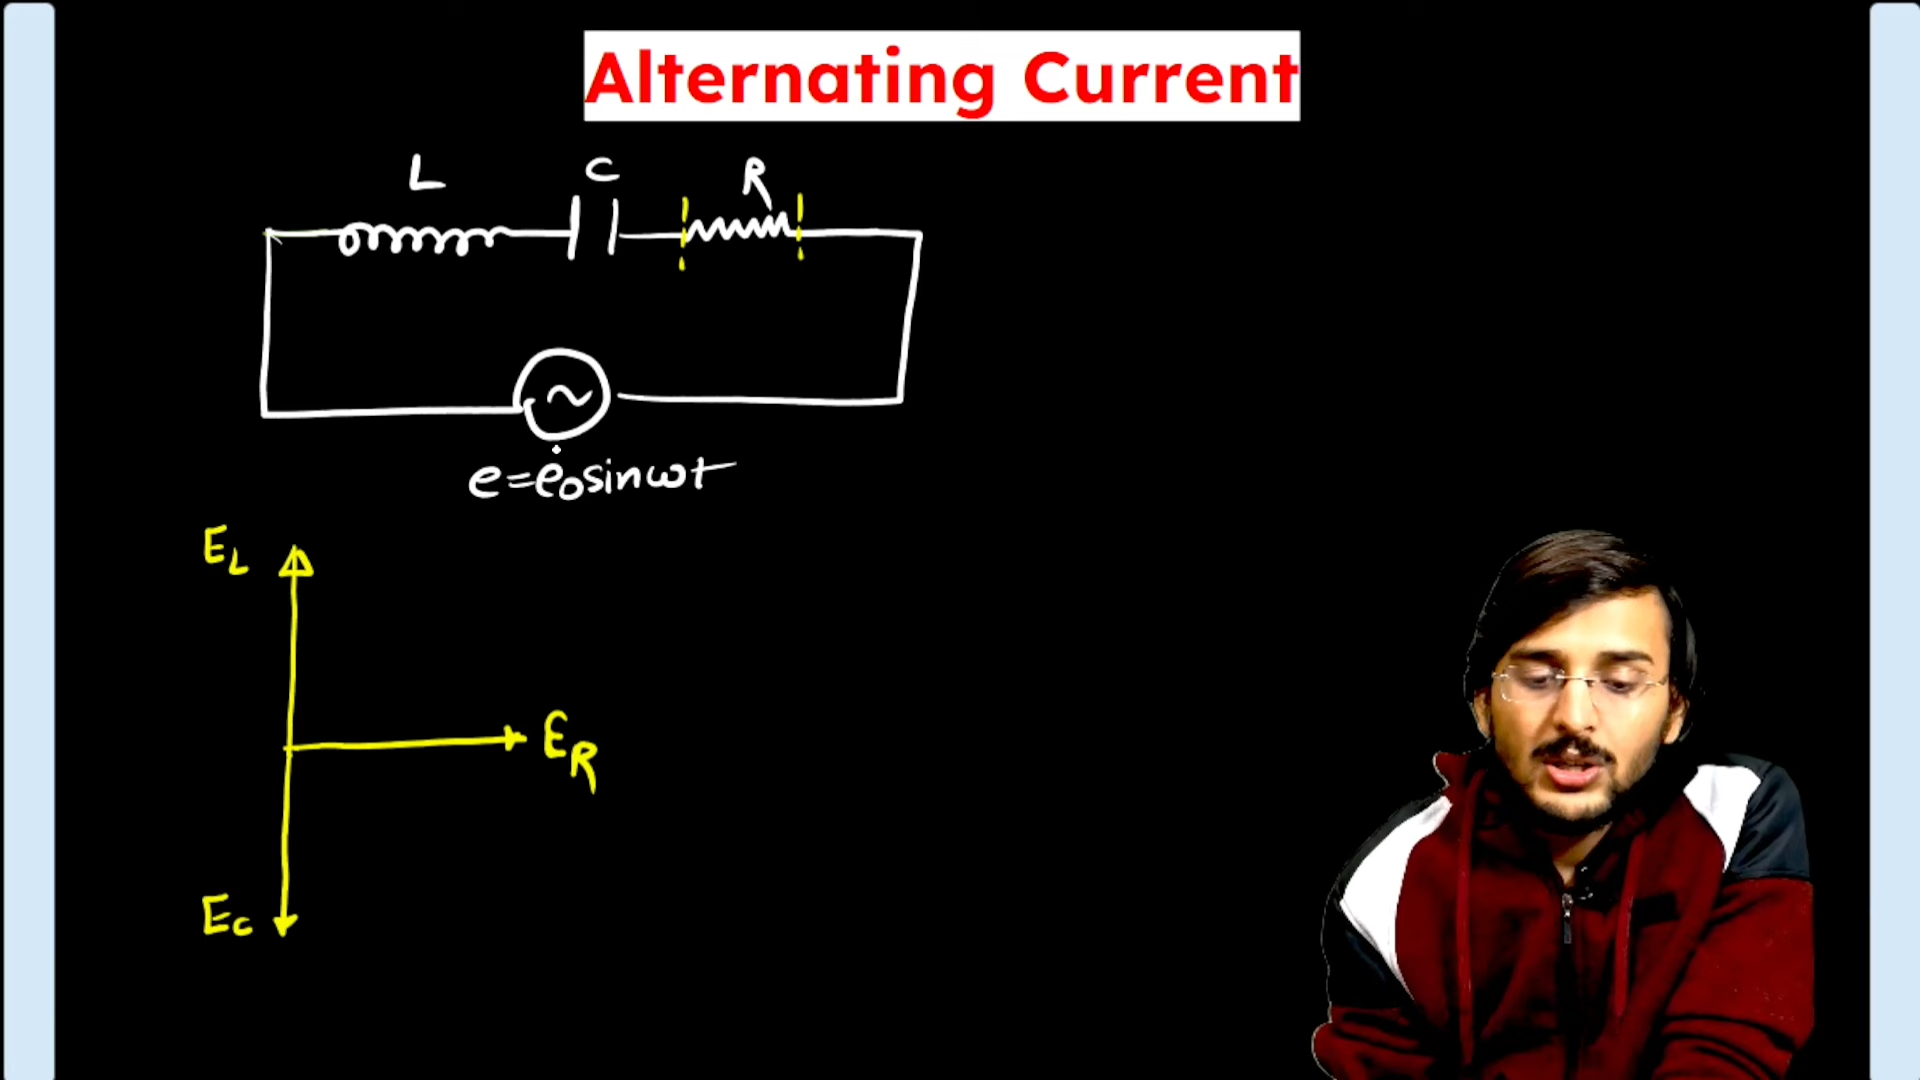 Alternating Current
L C R
~
e=e₀sinωt
E_L
E_R
E_C